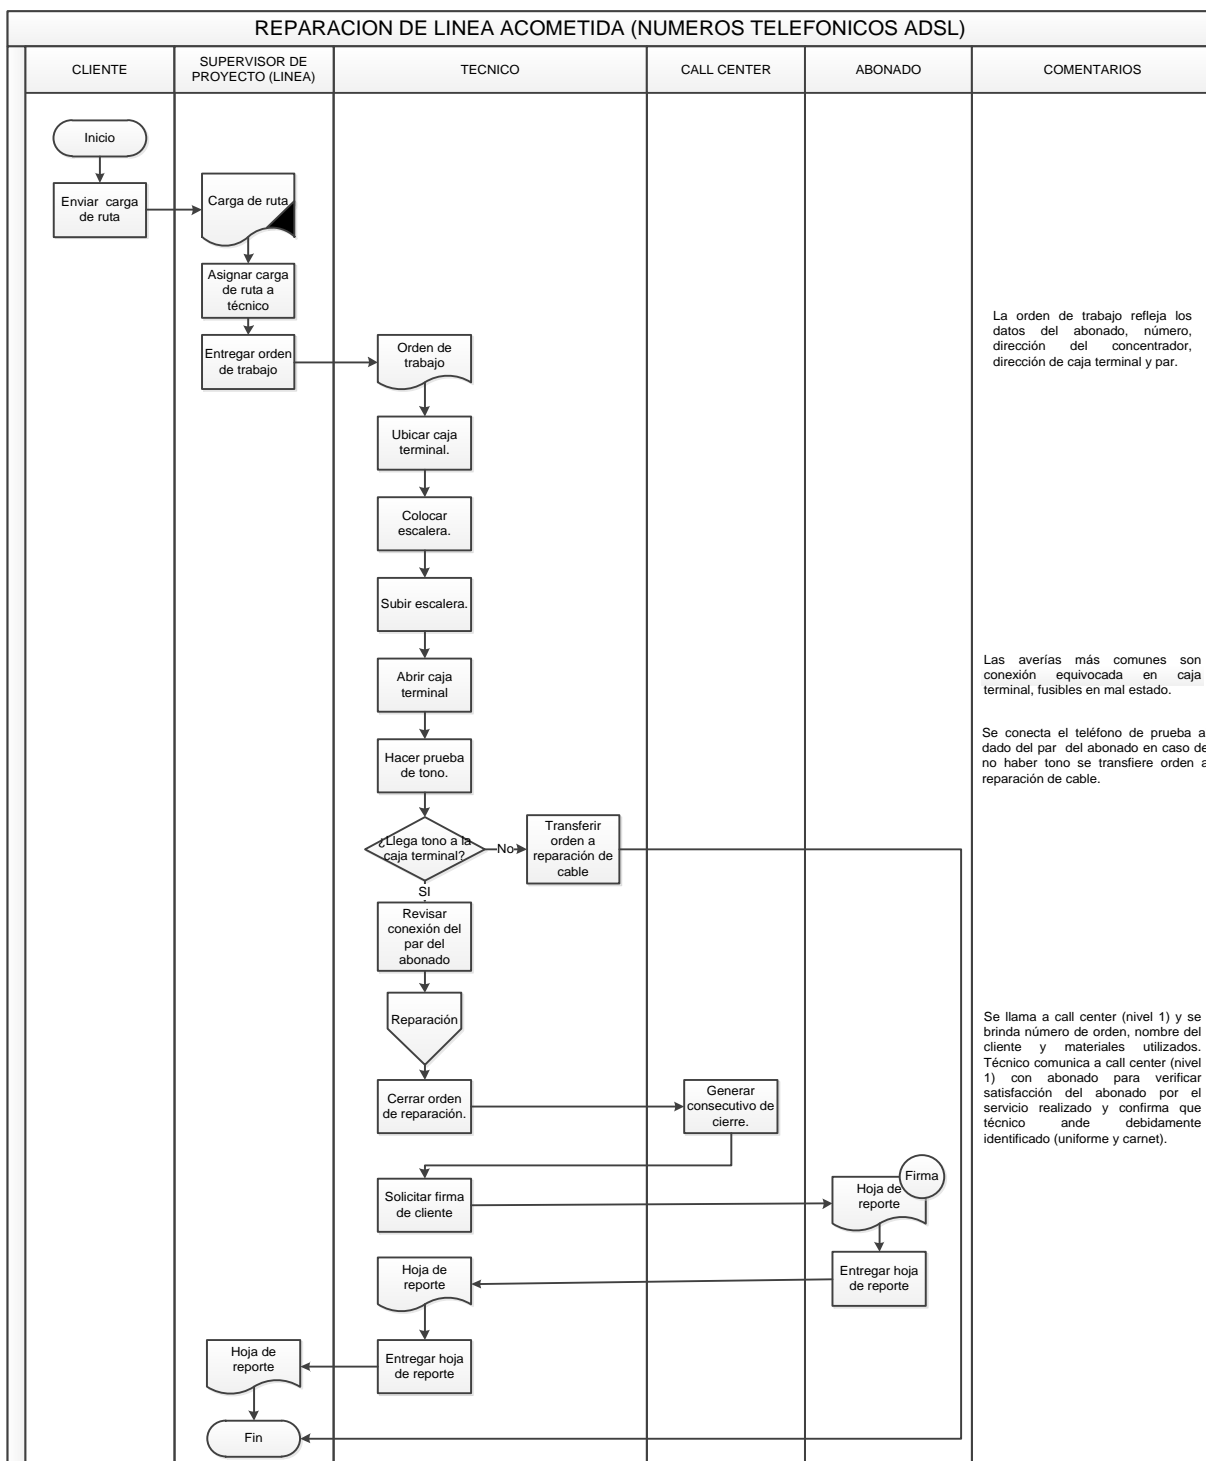 REPARACION DE LINEA ACOMETIDA (NUMEROS TELEFONICOS ADSL)
CLIENTE
SUPERVISOR DE
PROYECTO (LINEA)
TECNICO
CALL CENTER
ABONADO
COMENTARIOS
Inicio
Enviar carga
de ruta
Carga de ruta
Asignar carga
de ruta a
técnico
Entregar orden
de trabajo
Orden de
trabajo
La orden de trabajo refleja los
datos del abonado, número,
dirección del concentrador,
dirección de caja terminal y par.
Ubicar caja
terminal.
Colocar
escalera.
Subir escalera.
Abrir caja
terminal
Las averías más comunes son
conexión equivocada en caja
terminal, fusibles en mal estado.
Hacer prueba
de tono.
Se conecta el teléfono de prueba a
dado del par del abonado en caso de
no haber tono se transfiere orden a
reparación de cable.
¿Llega tono a la
caja terminal?
No
Transferir
orden a
reparación de
cable
SI
Revisar
conexión del
par del
abonado
Reparación
Cerrar orden
de reparación.
Generar
consecutivo de
cierre.
Se llama a call center (nivel 1) y se
brinda número de orden, nombre del
cliente y materiales utilizados.
Técnico comunica a call center (nivel
1) con abonado para verificar
satisfacción del abonado por el
servicio realizado y confirma que
técnico ande debidamente
identificado (uniforme y carnet).
Solicitar firma
de cliente
Firma
Hoja de
reporte
Entregar hoja
de reporte
Hoja de
reporte
Entregar hoja
de reporte
Hoja de
reporte
Fin